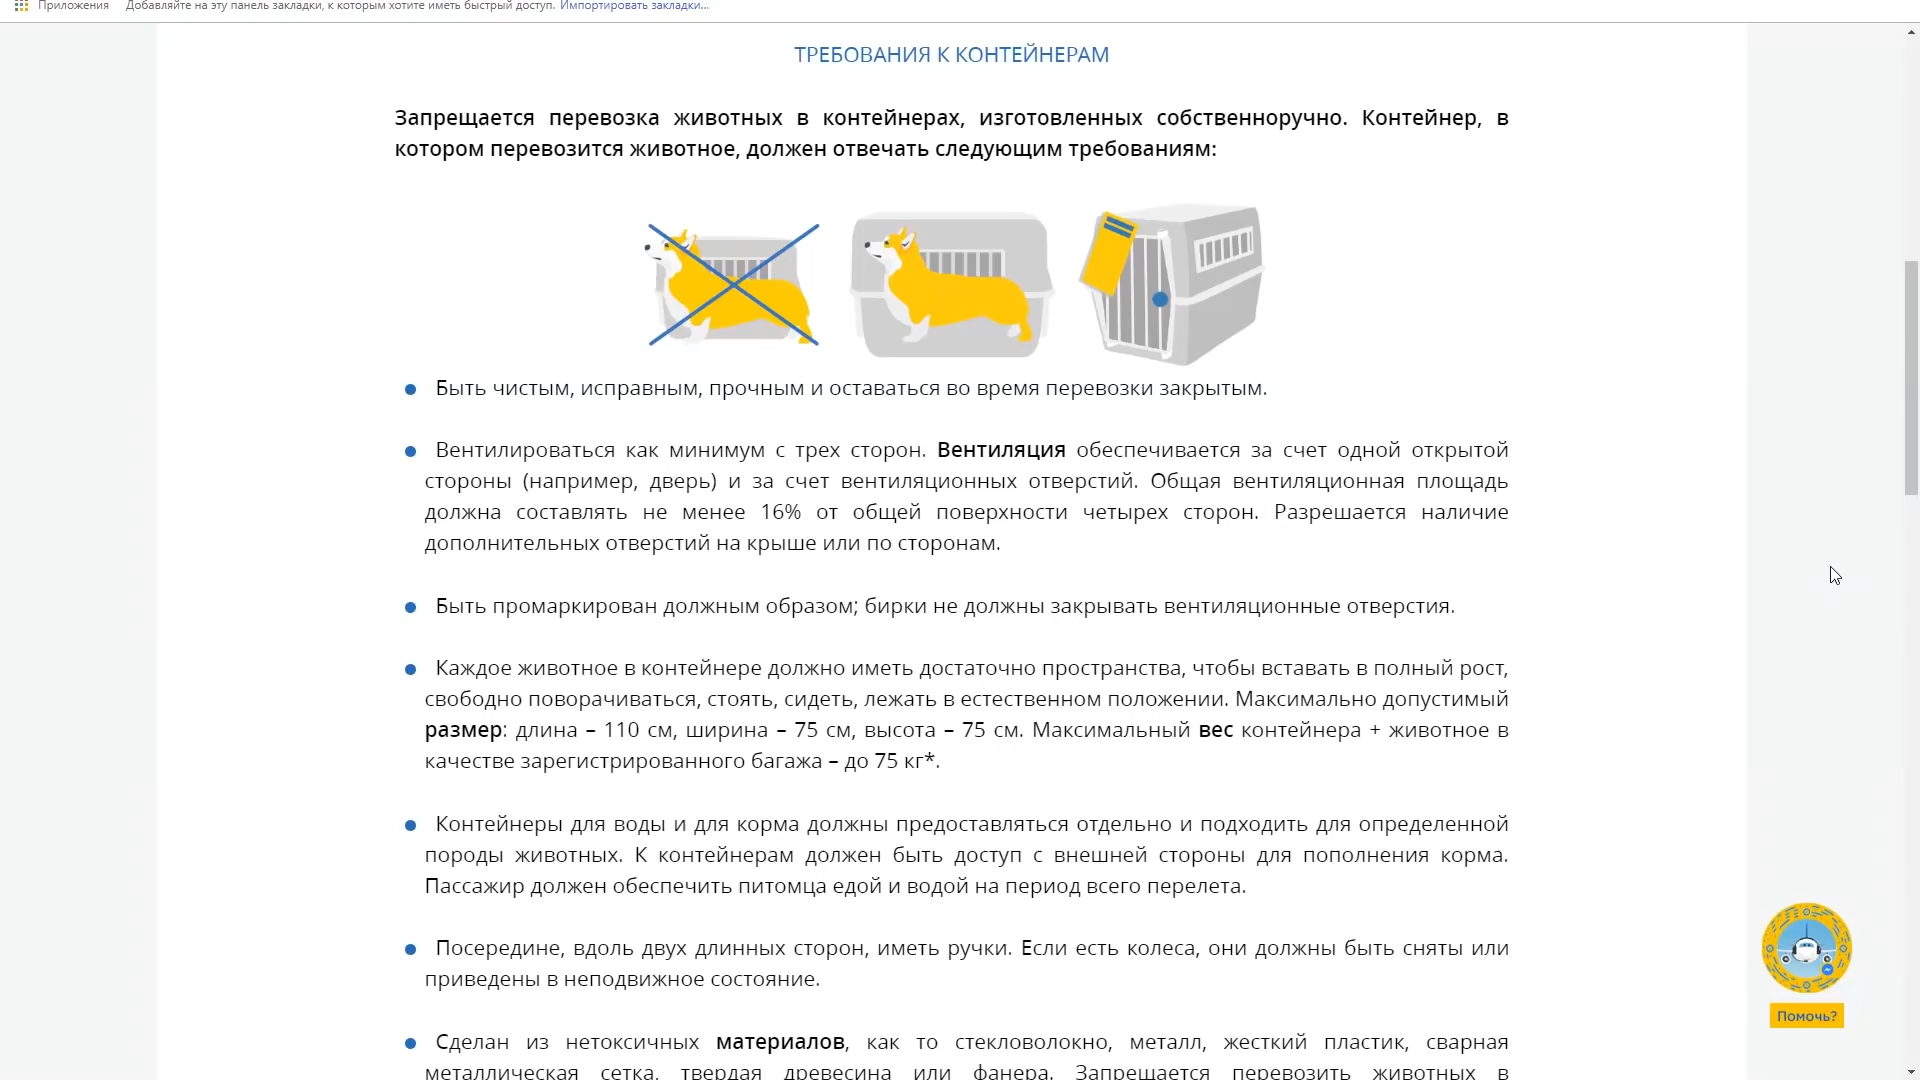 Приложения Добавляйте на эту панель закладки, к которым хотите иметь быстрый доступ. Импортировать закладки...
ТРЕБОВАНИЯ К КОНТЕЙНЕРАМ
Запрещается перевозка животных в контейнерах, изготовленных собственноручно. Контейнер, в
котором перевозится животное, должен отвечать следующим требованиям:
Быть чистым, исправным, прочным и оставаться во время перевозки закрытым.
Вентилироваться как минимум с трех сторон. Вентиляция обеспечивается за счет одной открытой
стороны (например, дверь) и за счет вентиляционных отверстий. Общая вентиляционная площадь
должна составлять не менее 16% от общей поверхности четырех сторон. Разрешается наличие
дополнительных отверстий на крыше или по сторонам.
Быть промаркирован должным образом; бирки не должны закрывать вентиляционные отверстия.
Каждое животное в контейнере должно иметь достаточно пространства, чтобы вставать в полный рост,
свободно поворачиваться, стоять, сидеть, лежать в естественном положении. Максимально допустимый
размер: длина – 110 см, ширина – 75 см, высота – 75 см. Максимальный вес контейнера + животное в
качестве зарегистрированного багажа – до 75 кг*.
Контейнеры для воды и для корма должны предоставляться отдельно и подходить для определенной
породы животных. К контейнерам должен быть доступ с внешней стороны для пополнения корма.
Пассажир должен обеспечить питомца едой и водой на период всего перелета.
Посередине, вдоль двух длинных сторон, иметь ручки. Если есть колеса, они должны быть сняты или
приведены в неподвижное состояние.
Помочь?
Сделан из нетоксичных материалов, как то стекловолокно, металл, жесткий пластик, сварная
металлическая сетка, твердая древесина или фанера. Запрещается перевозить животных в